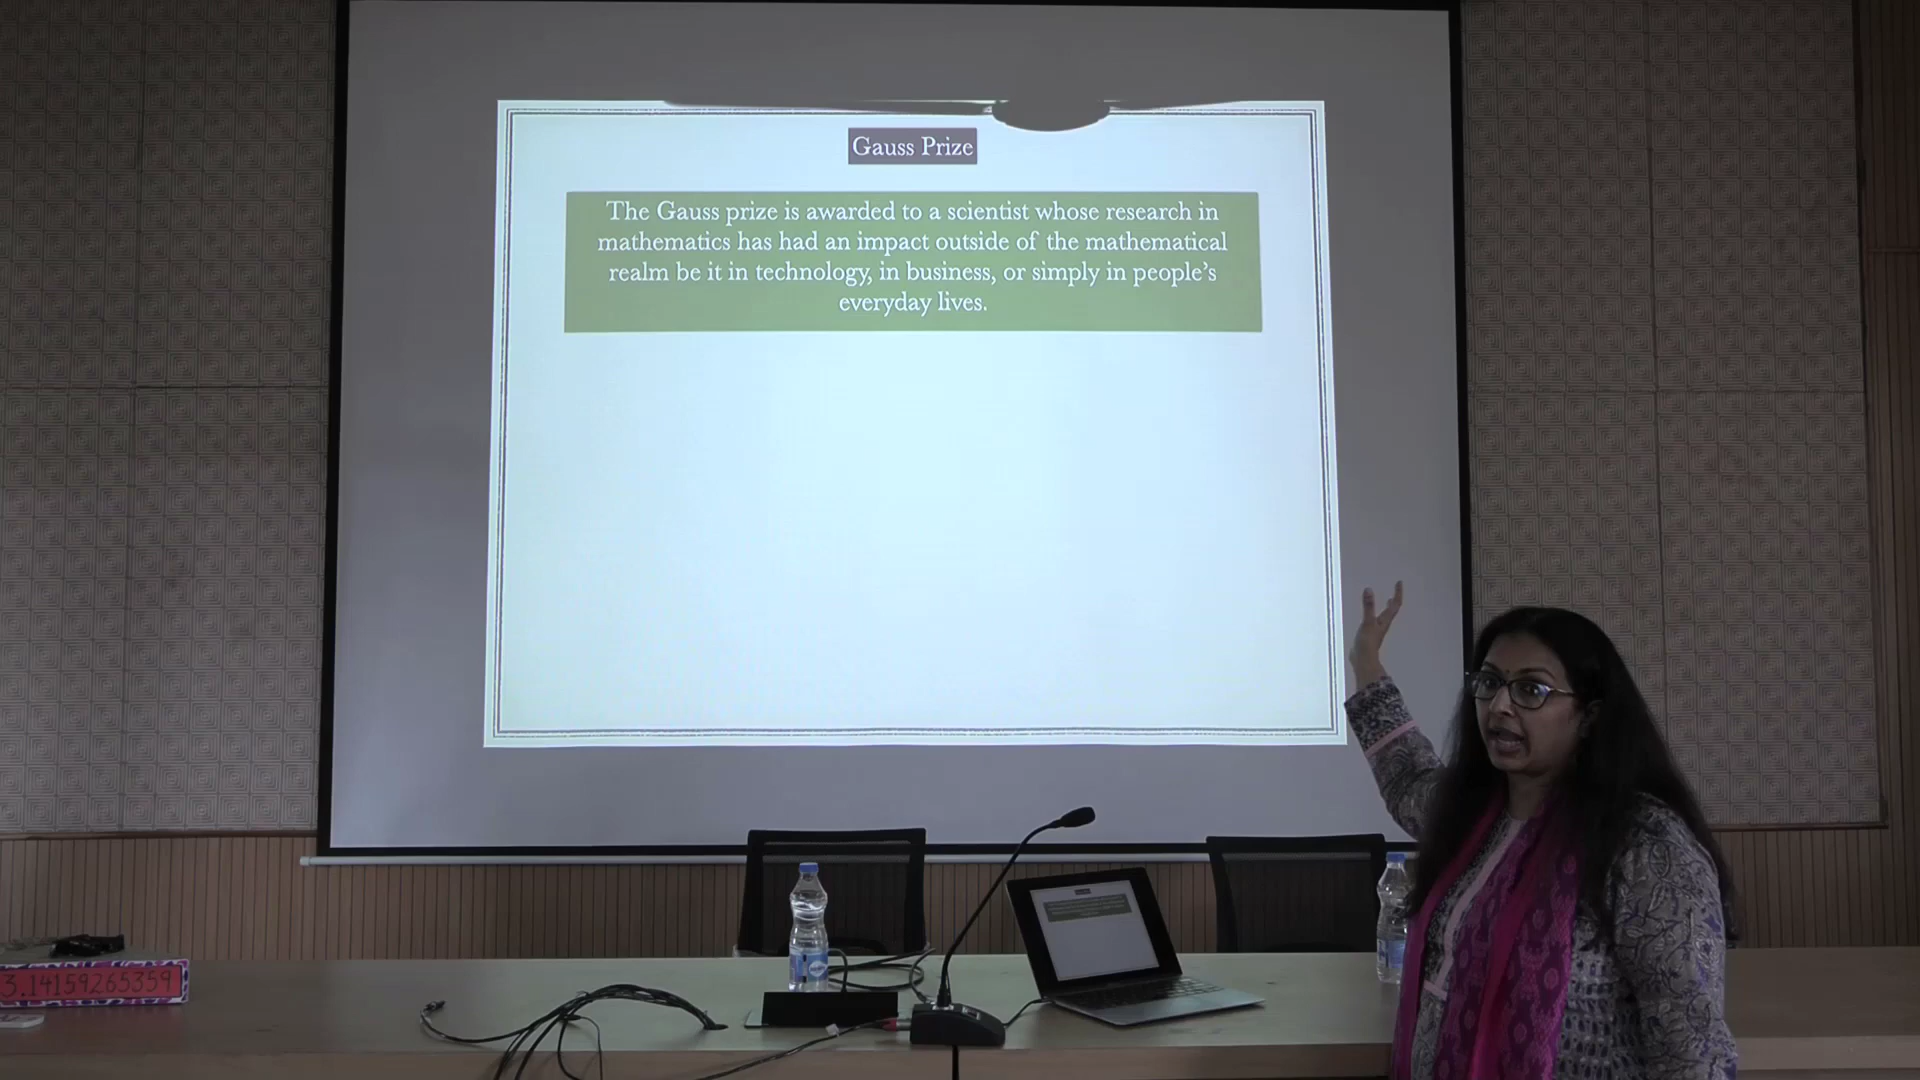 Gauss Prize
The Gauss prize is awarded to a scientist whose research in
mathematics has had an impact outside of the mathematical
realm be it in technology, in business, or simply in people's
everyday lives.
3.14159265359